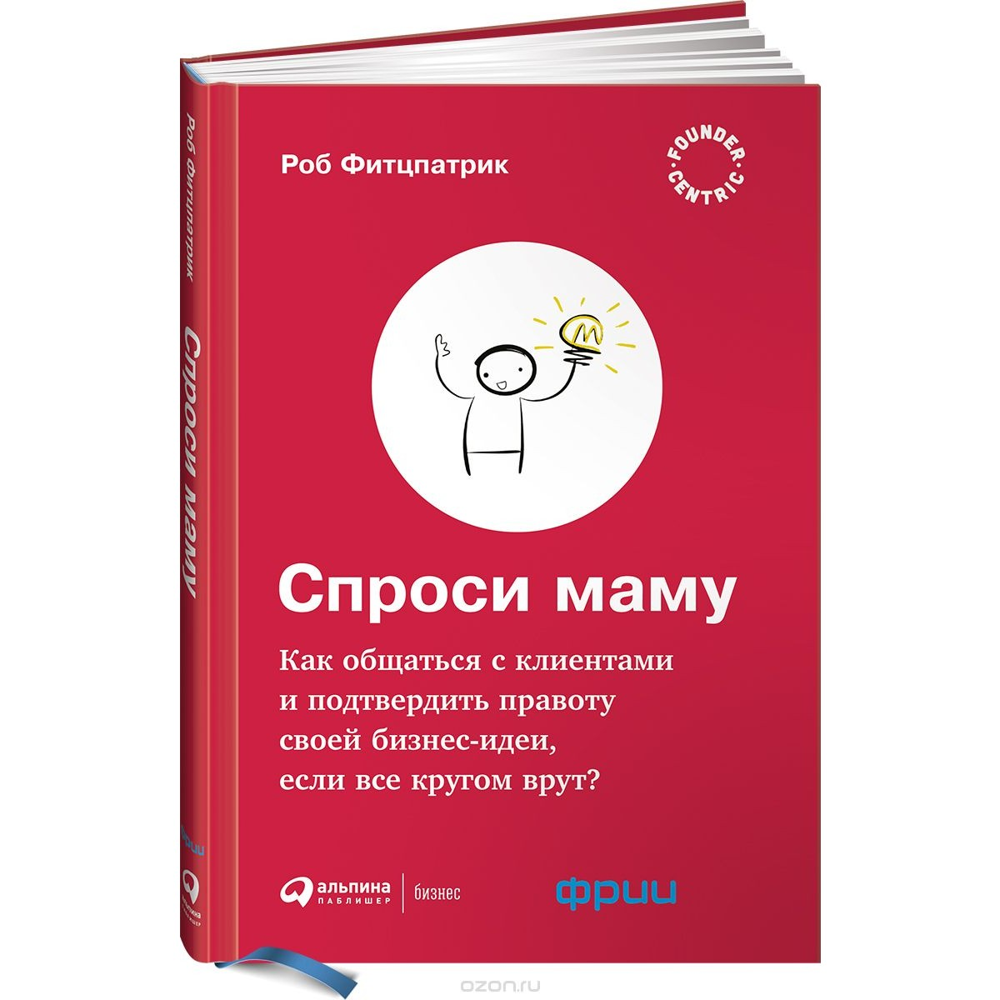 Роб Фитцпатрик
· FOUNDER ·
CENTRIC
M
Спроси маму
Как общаться с клиентами
и подтвердить правоту
своей бизнес-идеи,
если все кругом врут?
альпина
ПАБЛИШЕР
бизнес
фрии
Роб Фитцпатрик
Спроси маму
фрии
альпина
ПАБЛИШЕР
ozon.ru